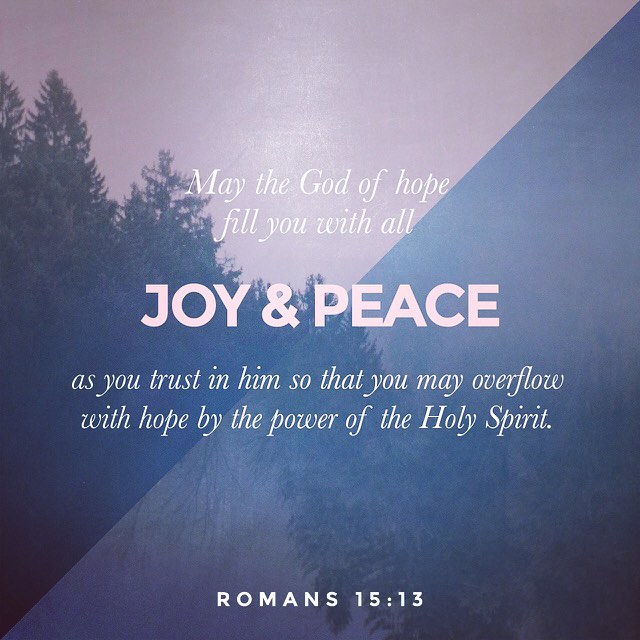 May the God of hope
fill you with all
JOY & PEACE
as you trust in him so that you may overflow
with hope by the power of the Holy Spirit.
ROMANS 15:13